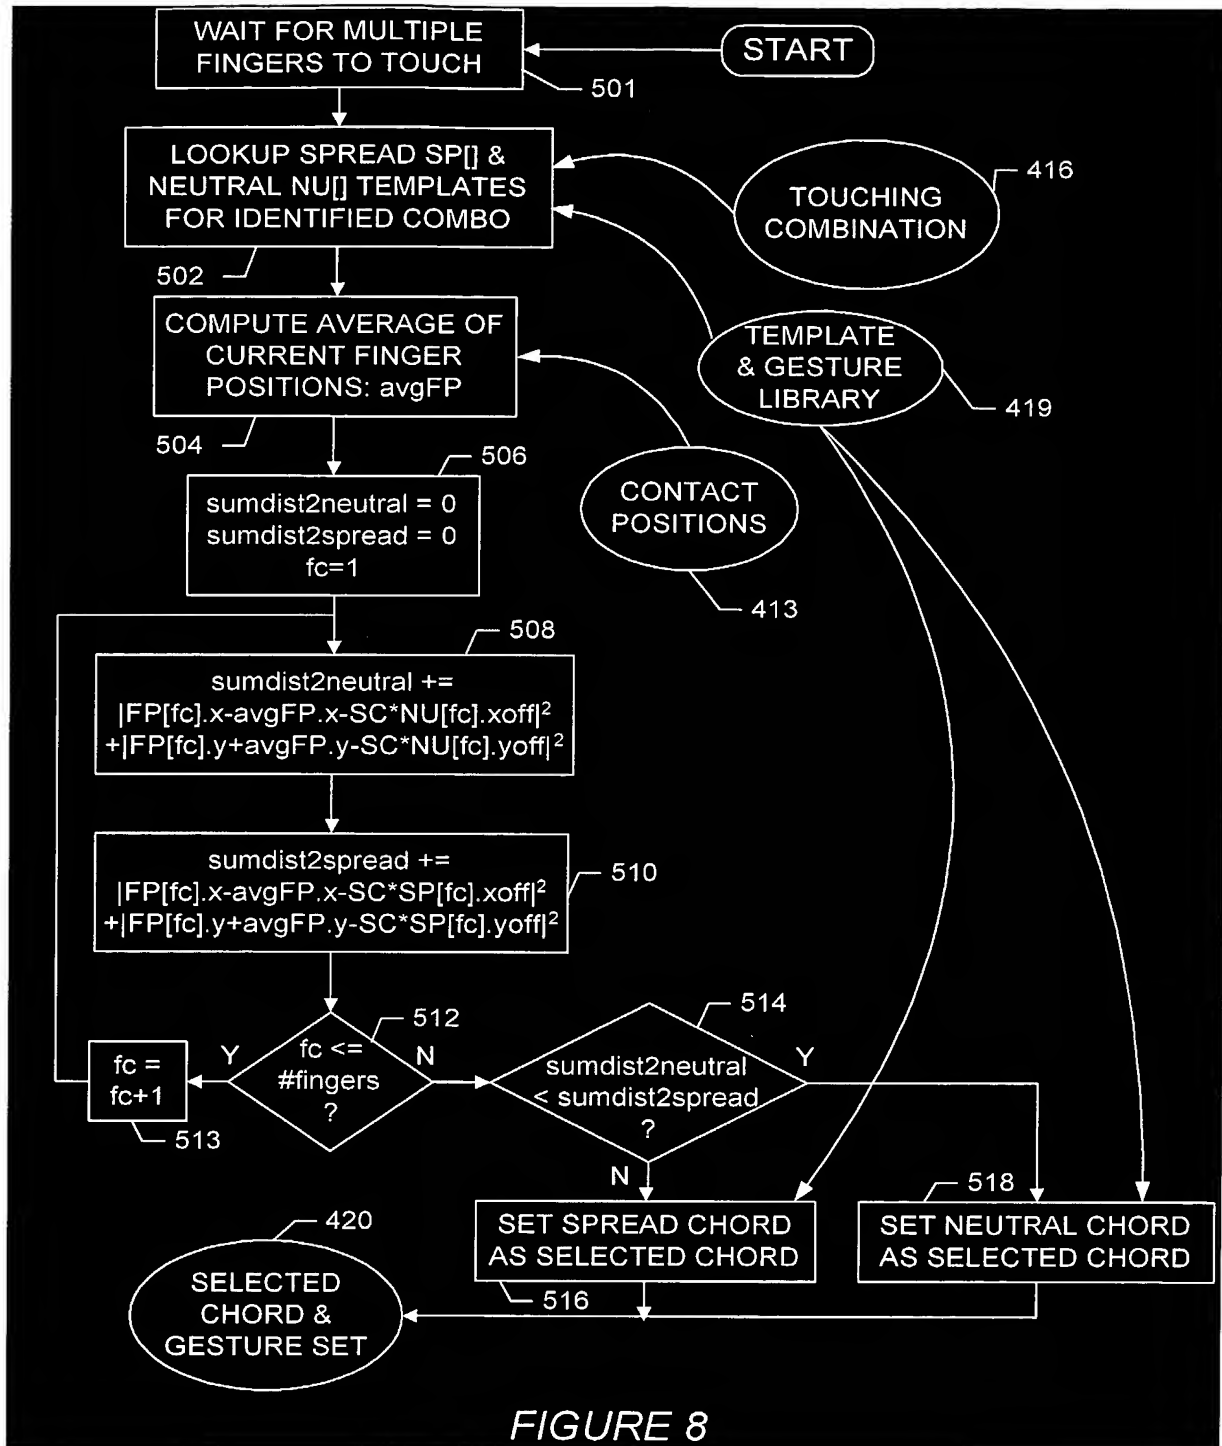 WAIT FOR MULTIPLE
FINGERS TO TOUCH
START
501
LOOKUP SPREAD SP[] &
NEUTRAL NU[] TEMPLATES
FOR IDENTIFIED COMBO
416
TOUCHING
COMBINATION
502
COMPUTE AVERAGE OF
CURRENT FINGER
POSITIONS: avgFP
TEMPLATE
& GESTURE
LIBRARY
419
504
506
sumdist2neutral = 0
sumdist2spread = 0
fc=1
CONTACT
POSITIONS
413
508
sumdist2neutral +=
|FP[fc].x-avgFP.x-SC*NU[fc].xoff|²
+|FP[fc].y+avgFP.y-SC*NU[fc].yoff|²
sumdist2spread +=
|FP[fc].x-avgFP.x-SC*SP[fc].xoff|²
+|FP[fc].y+avgFP.y-SC*SP[fc].yoff|²
510
512
514
fc =
fc+1
513
Y
fc <=
#fingers
?
N
sumdist2neutral
< sumdist2spread
?
Y
N
518
SET SPREAD CHORD
AS SELECTED CHORD
SET NEUTRAL CHORD
AS SELECTED CHORD
420
516
SELECTED
CHORD &
GESTURE SET
FIGURE 8